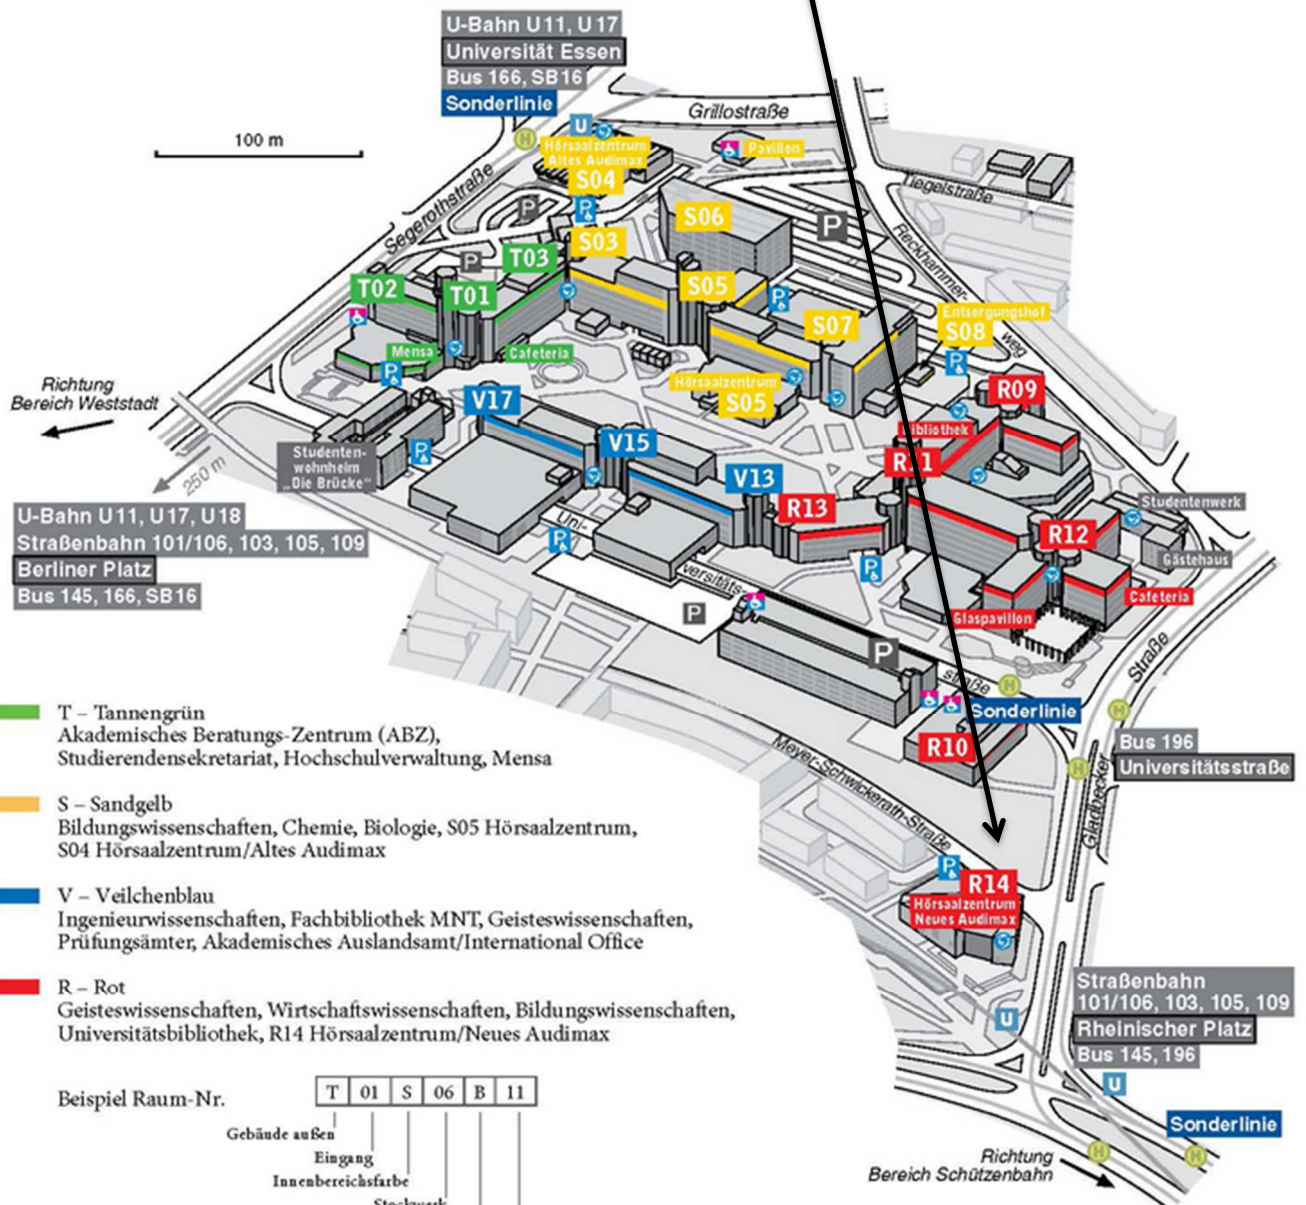 U-Bahn U11, U17
Universität Essen
Bus 166, SB16
Sonderlinie
100 m
Grillostraße
U
H
Hörsaalzentrum
Altes Audimax
S04
Pavillon
Tiegelstraße
Segerothstraße
P
P
S06
P
Reckhammer-
weg
S03
T03
P
T02
T01
S05
P
S07
Entsorgungshof
S08
P
Mensa
Cafeteria
P
Hörsaalzentrum
S05
R09
Richtung
Bereich Weststadt
V17
Bibliothek
Studenten-
wohnheim
„Die Brücke“
P
V15
R11
250 m
V13
R13
Studentenwerk
U-Bahn U11, U17, U18
Straßenbahn 101/106, 103, 105, 109
Berliner Platz
Bus 145, 166, SB16
Uni-
P
R12
Gästehaus
P
versitäts-
Cafeteria
P
Glaspavillon
P
straße
H
Straße
Sonderlinie
H
R10
Bus 196
Universitätsstraße
H
Meyer-Schwickerath-Straße
Gladbecker
T – Tannengrün
Akademisches Beratungs-Zentrum (ABZ),
Studierendensekretariat, Hochschulverwaltung, Mensa
S – Sandgelb
Bildungswissenschaften, Chemie, Biologie, S05 Hörsaalzentrum,
S04 Hörsaalzentrum/Altes Audimax
P
R14
Hörsaalzentrum
Neues Audimax
V – Veilchenblau
Ingenieurwissenschaften, Fachbibliothek MNT, Geisteswissenschaften,
Prüfungsämter, Akademisches Auslandsamt/International Office
R – Rot
Geisteswissenschaften, Wirtschaftswissenschaften, Bildungswissenschaften,
Universitätsbibliothek, R14 Hörsaalzentrum/Neues Audimax
Straßenbahn
101/106, 103, 105, 109
Rheinischer Platz
Bus 145, 196
U
U
Sonderlinie
H
H
Richtung
Bereich Schützenbahn
Beispiel Raum-Nr.
T 01 S 06 B 11
Gebäude außen
Eingang
Innenbereichsfarbe